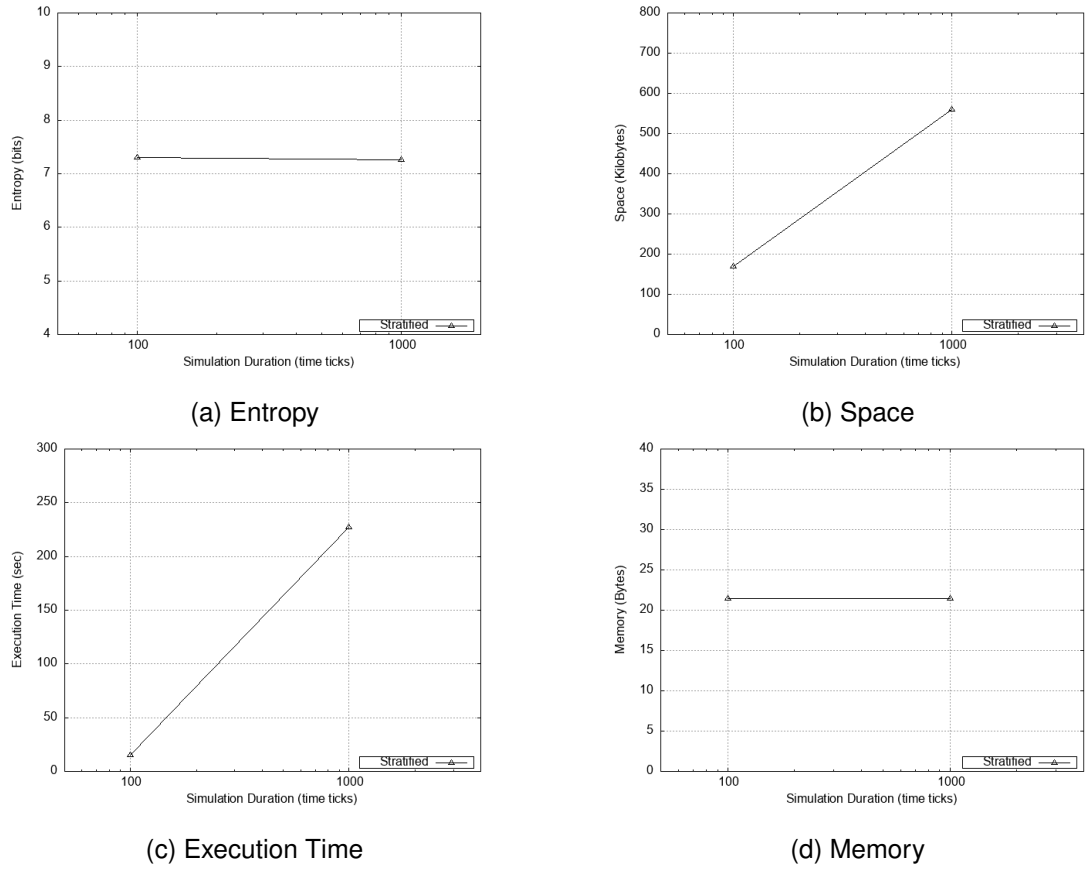 10
9
8
7
6
5
4
Entropy (bits)
Stratified
100
1000
Simulation Duration (time ticks)
(a) Entropy
800
700
600
500
400
300
200
100
0
Space (Kilobytes)
Stratified
100
1000
Simulation Duration (time ticks)
(b) Space
300
250
200
150
100
50
0
Execution Time (sec)
Stratified
100
1000
Simulation Duration (time ticks)
(c) Execution Time
40
35
30
25
20
15
10
5
0
Memory (Bytes)
Stratified
100
1000
Simulation Duration (time ticks)
(d) Memory